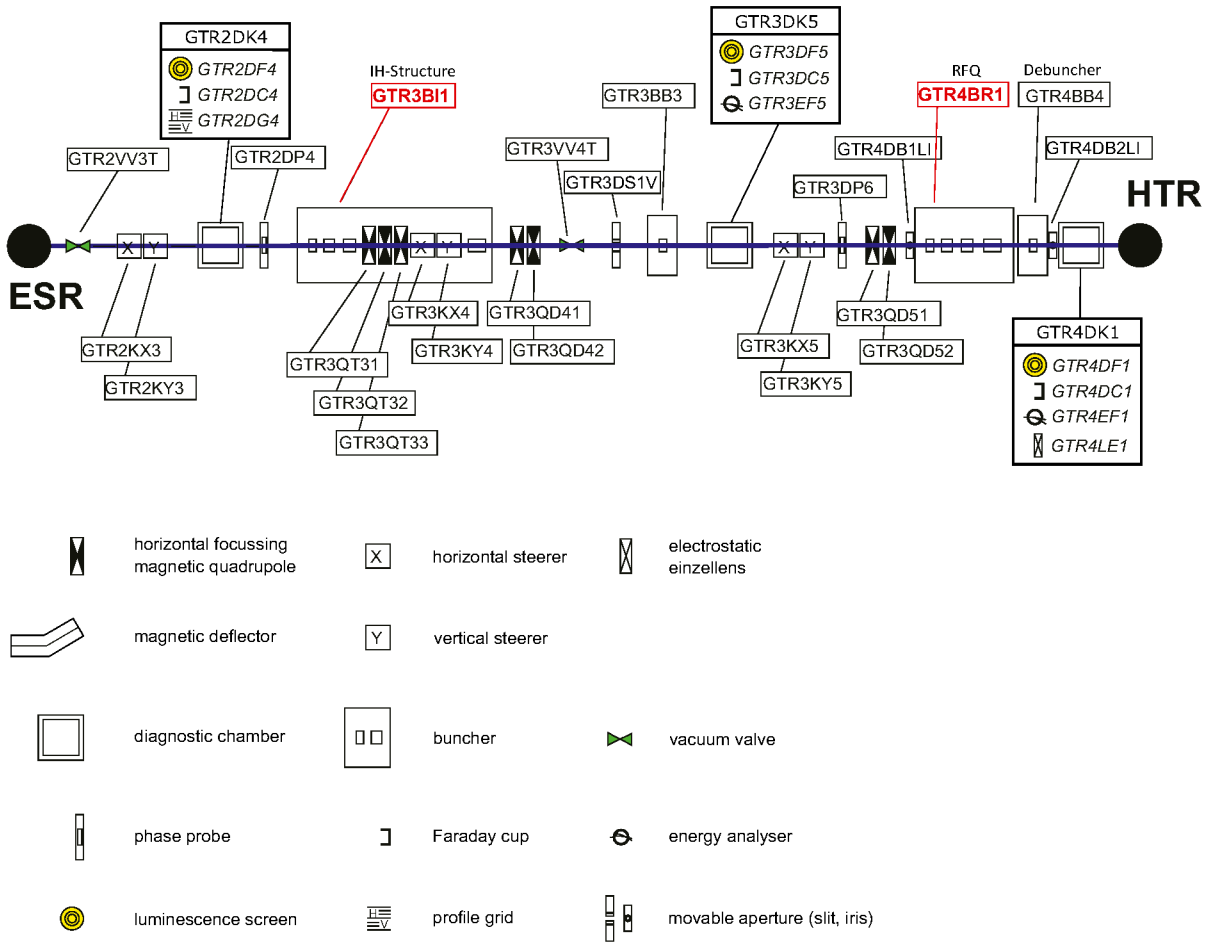 GTR2DK4
GTR2DF4
GTR2DC4
H
V
GTR2DG4
IH-Structure
GTR3BI1
GTR3BB3
GTR3DK5
GTR3DF5
GTR3DC5
GTR3EF5
RFQ
GTR4BR1
Debuncher
GTR4BB4
GTR2VV3T
GTR2DP4
GTR3VV4T
GTR3DS1V
GTR3DP6
GTR4DB1LI
GTR4DB2LI
ESR
X
Y
X
Y
X
Y
HTR
GTR2KX3
GTR2KY3
GTR3QT31
GTR3QT32
GTR3QT33
GTR3KX4
GTR3KY4
GTR3QD41
GTR3QD42
GTR3KX5
GTR3KY5
GTR3QD51
GTR3QD52
GTR4DK1
GTR4DF1
GTR4DC1
GTR4EF1
GTR4LE1
horizontal focussing
magnetic quadrupole
X
horizontal steerer
electrostatic
einzellens
magnetic deflector
Y
vertical steerer
diagnostic chamber
buncher
vacuum valve
phase probe
Faraday cup
energy analyser
luminescence screen
H
V
profile grid
movable aperture (slit, iris)